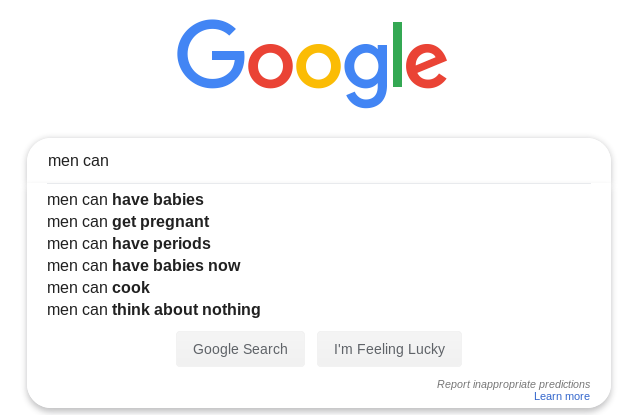 Google
men can
men can have babies
men can get pregnant
men can have periods
men can have babies now
men can cook
men can think about nothing
Google Search I'm Feeling Lucky
Report inappropriate predictions
Learn more